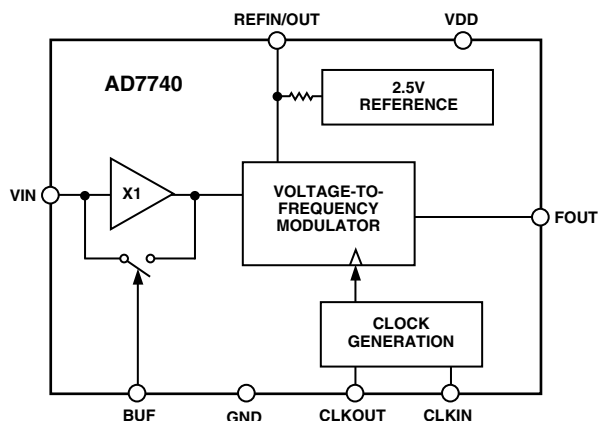 REFIN/OUT
VDD
AD7740
2.5V
REFERENCE
VIN
X1
VOLTAGE-TO-
FREQUENCY
MODULATOR
FOUT
CLOCK
GENERATION
BUF
GND
CLKOUT
CLKIN